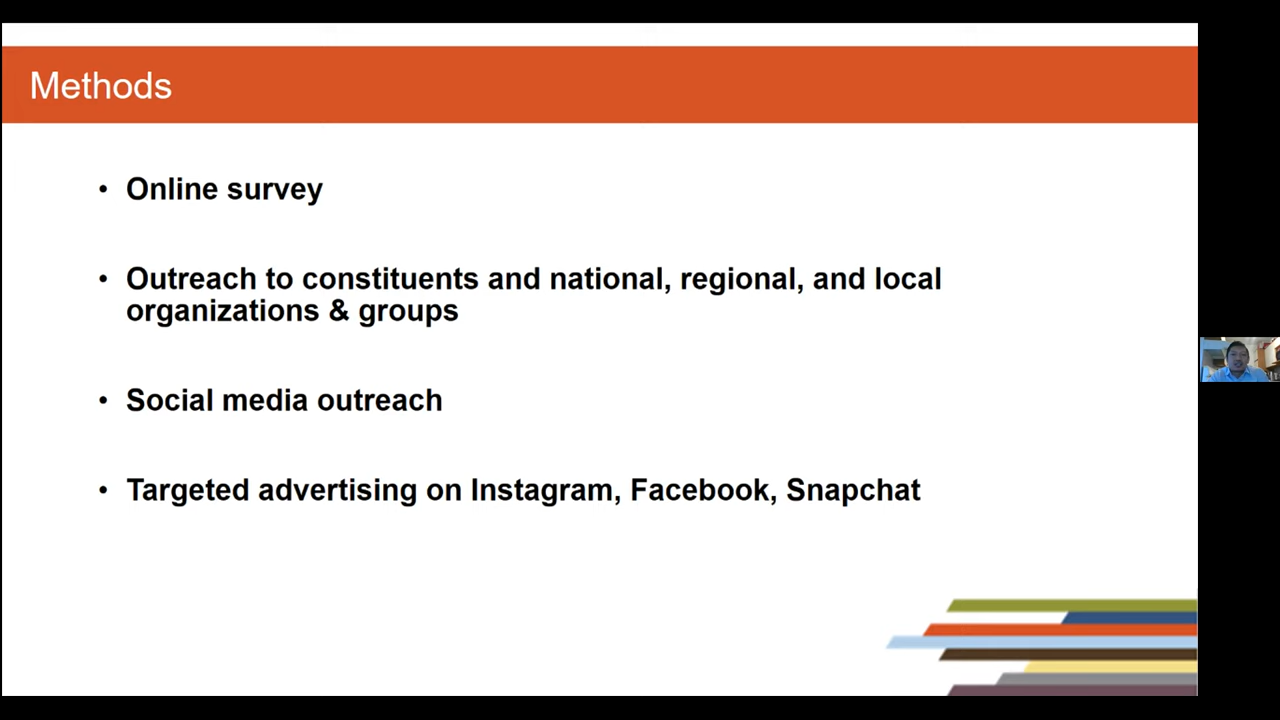 Methods
• Online survey
• Outreach to constituents and national, regional, and local
organizations & groups
• Social media outreach
• Targeted advertising on Instagram, Facebook, Snapchat